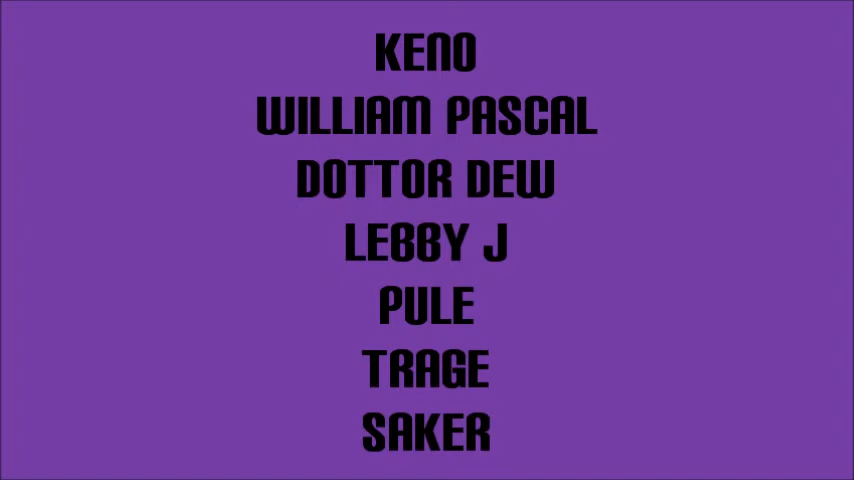 KENO
WILLIAM PASCAL
DOTTOR DEW
LEBBY J
PULE
TRAGE
SAKER